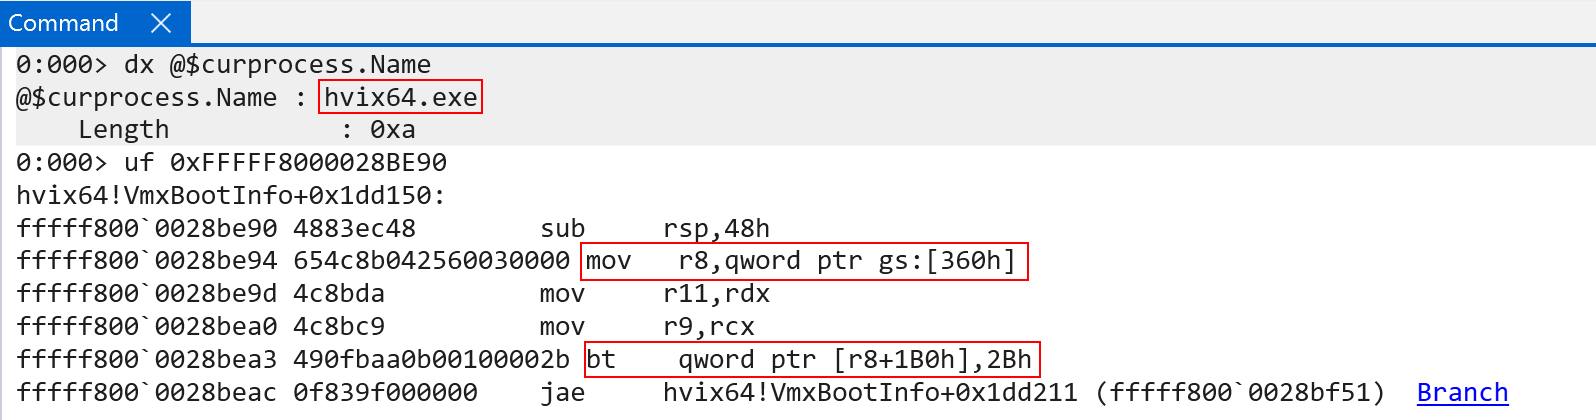 Command
0:000> dx @$curprocess.Name
@$curprocess.Name : hvix64.exe
    Length           : 0xa
0:000> uf 0xFFFFF8000028BE90
hvix64!VmxBootInfo+0x1dd150:
fffff800`0028be90 4883ec48        sub     rsp,48h
fffff800`0028be94 654c8b042560030000 mov   r8,qword ptr gs:[360h]
fffff800`0028be9d 4c8bda          mov     r11,rdx
fffff800`0028bea0 4c8bc9          mov     r9,rcx
fffff800`0028bea3 490fbaa0b00100002b bt    qword ptr [r8+1B0h],2Bh
fffff800`0028beac 0f839f000000    jae     hvix64!VmxBootInfo+0x1dd211 (fffff800`0028bf51)  Branch